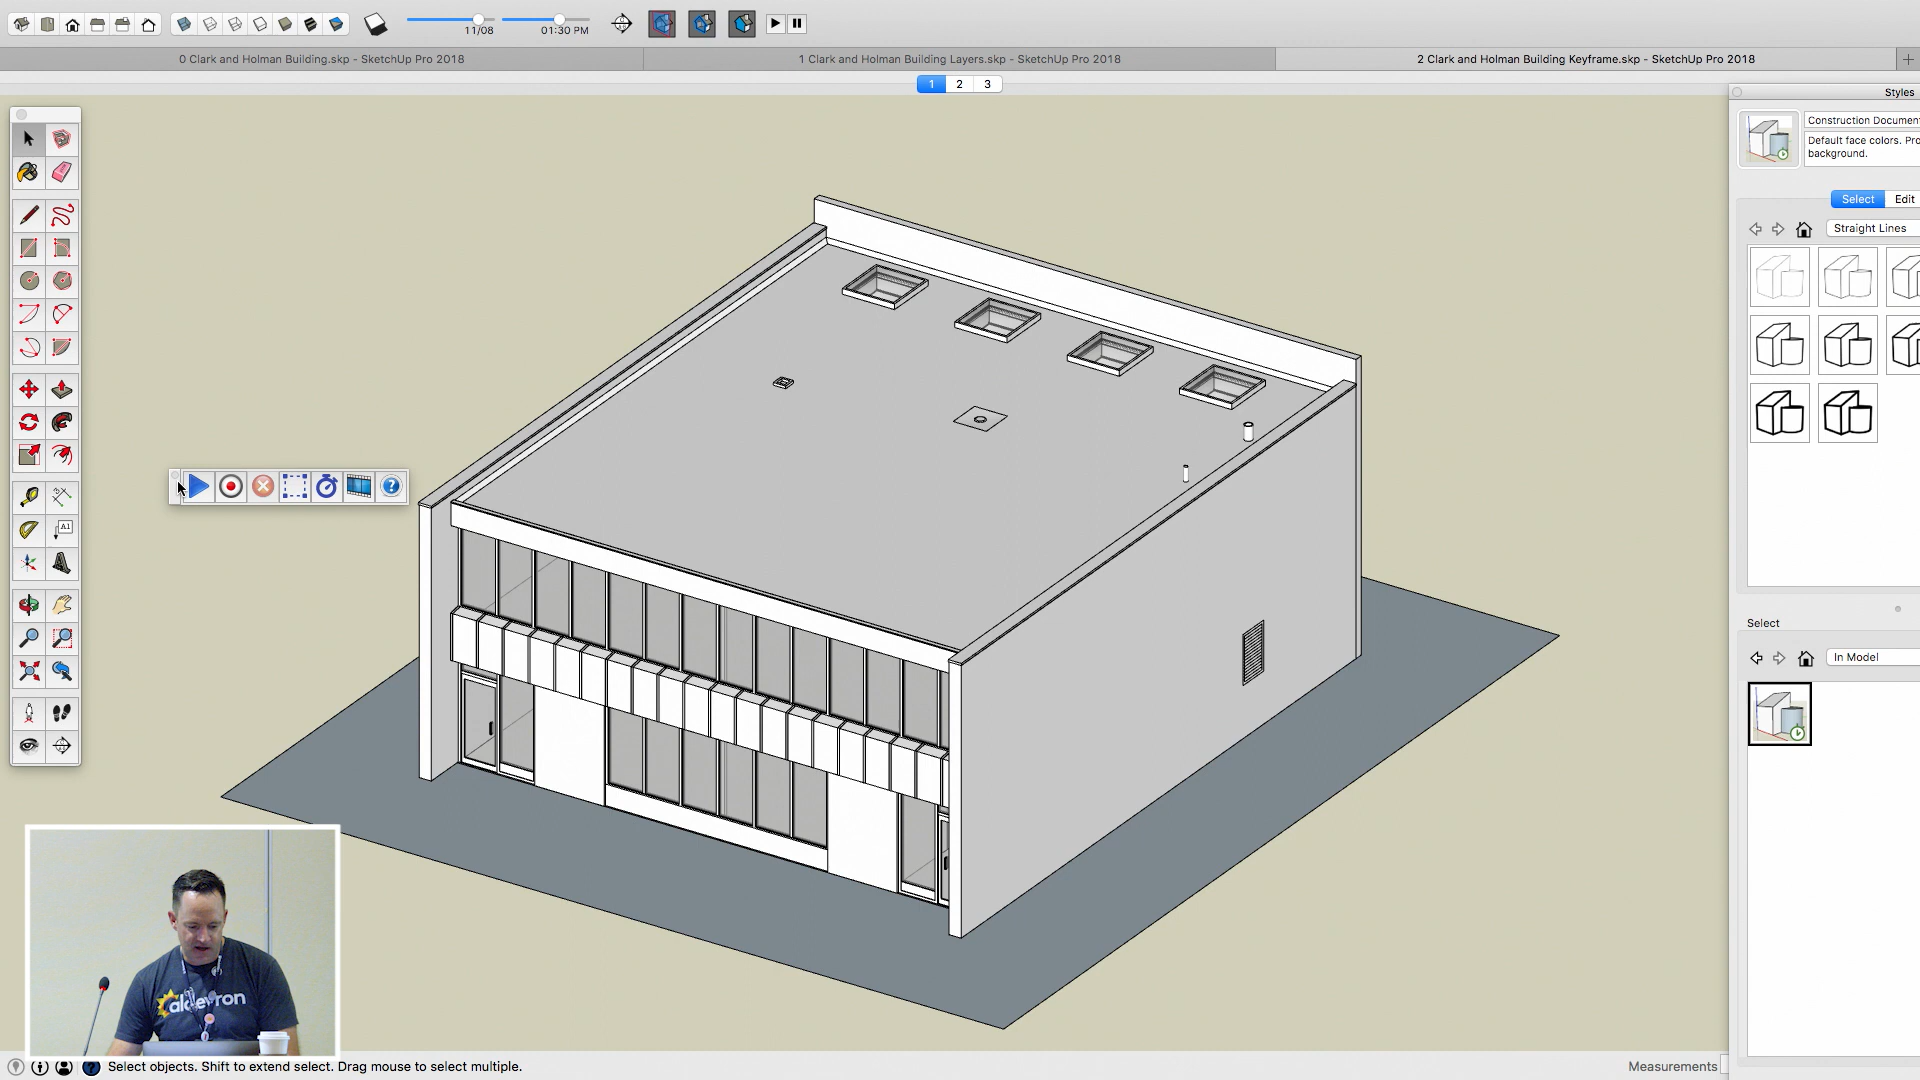 11/08
01:30 PM
0 Clark and Holman Building.skp - SketchUp Pro 2018
1 Clark and Holman Building Layers.skp - SketchUp Pro 2018
2 Clark and Holman Building Keyframe.skp - SketchUp Pro 2018
1 2 3
Styles
Construction Document
Default face colors. Pro
background.
Select Edit
Straight Lines
A1
Select
In Model
Select objects. Shift to extend select. Drag mouse to select multiple.
Measurements